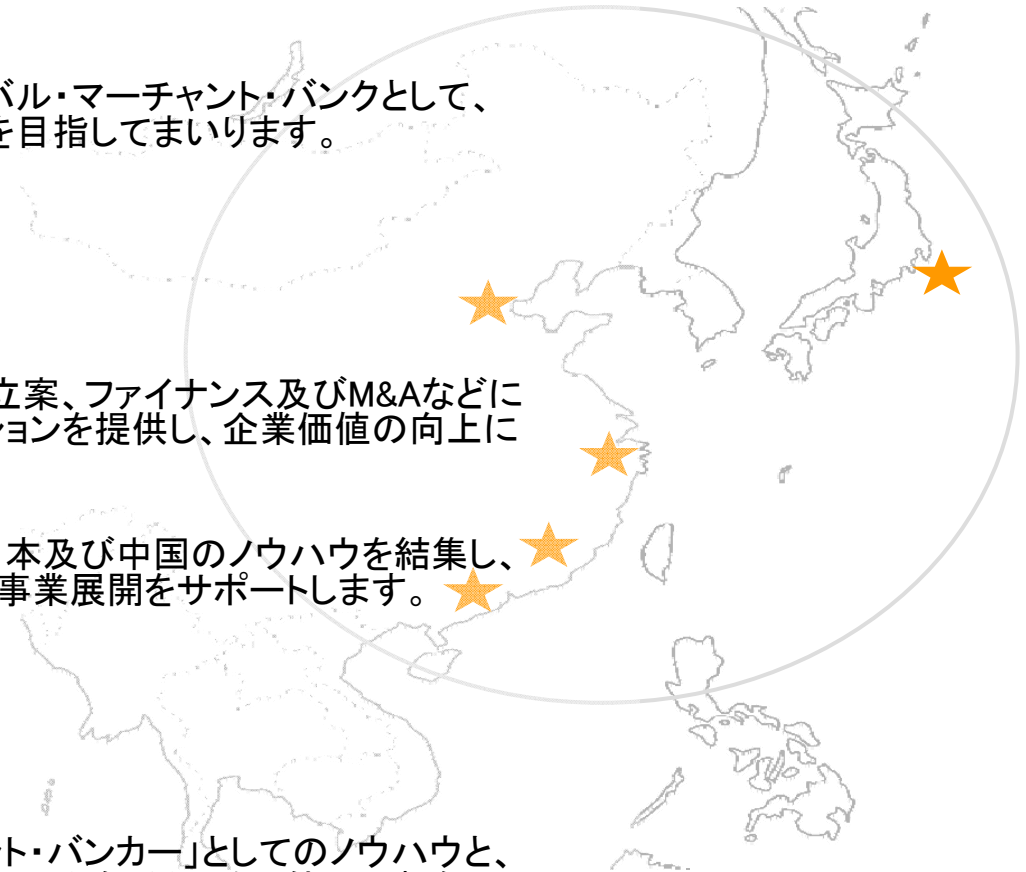 バル・マーチャント・バンクとして、
を目指してまいります。
立案、ファイナンス及びM&Aなどに
ションを提供し、企業価値の向上に
本及び中国のノウハウを結集し、
事業展開をサポートします。
ト・バンカー」としてのノウハウと、